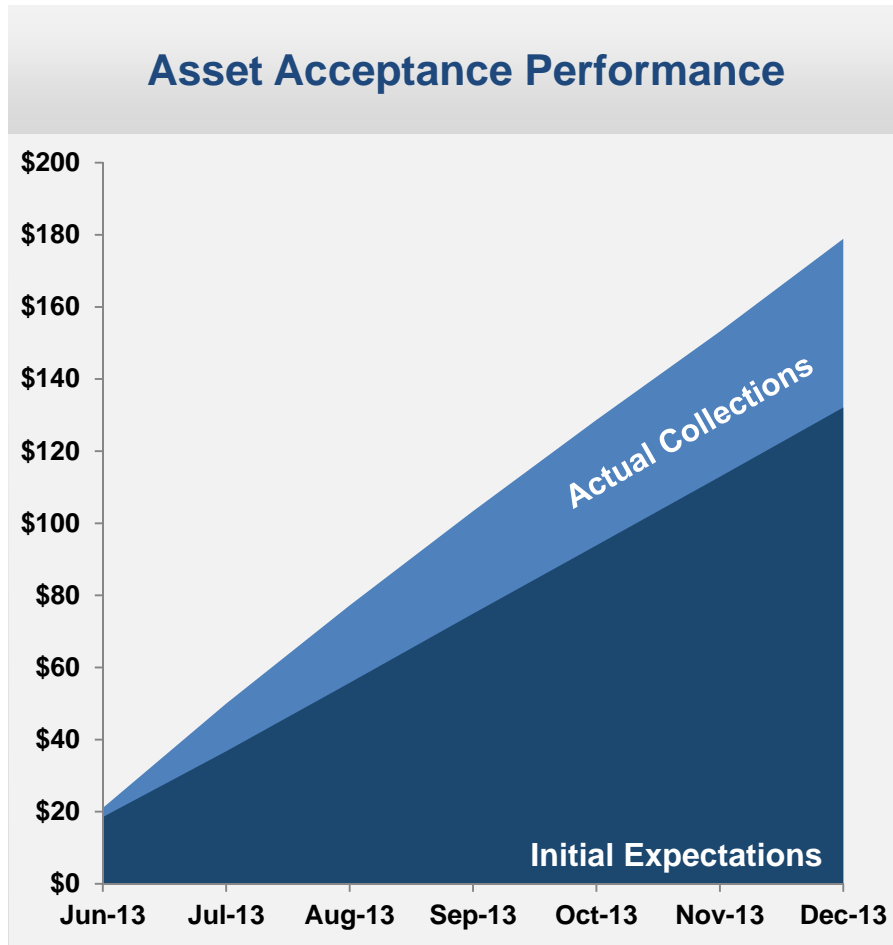 Asset Acceptance Performance
$200
$180
$160
$140
$120
$100
$80
$60
$40
$20
$0
Actual Collections
Initial Expectations
Jun-13 Jul-13 Aug-13 Sep-13 Oct-13 Nov-13 Dec-13